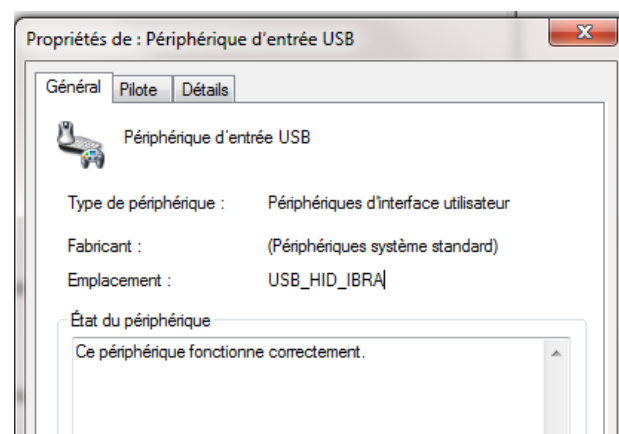 Propriétés de : Périphérique d'entrée USB
Général Pilote Détails
Périphérique d'entrée USB
Type de périphérique : Périphériques d'interface utilisateur
Fabricant : (Périphériques système standard)
Emplacement : USB_HID_IBRA
État du périphérique
Ce périphérique fonctionne correctement.